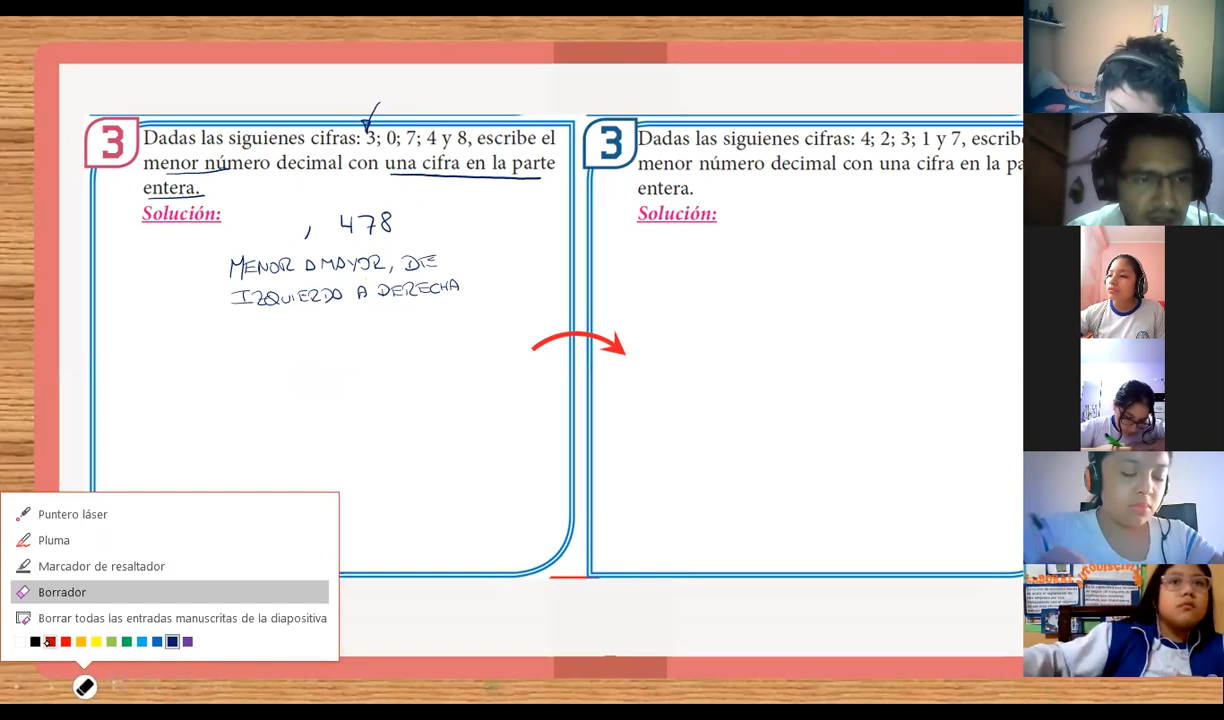 3
Dadas las siguienes cifras: 3; 0; 7; 4 y 8, escribe el
menor número decimal con una cifra en la parte
entera.
Solución:
, 478
MENOR A MAYOR, DE
IZQUIERDA A DERECHA
3
Dadas las siguienes cifras: 4; 2; 3; 1 y 7, escrib
menor número decimal con una cifra en la pa
entera.
Solución:
Puntero láser
Pluma
Marcador de resaltador
Borrador
Borrar todas las entradas manuscritas de la diapositiva